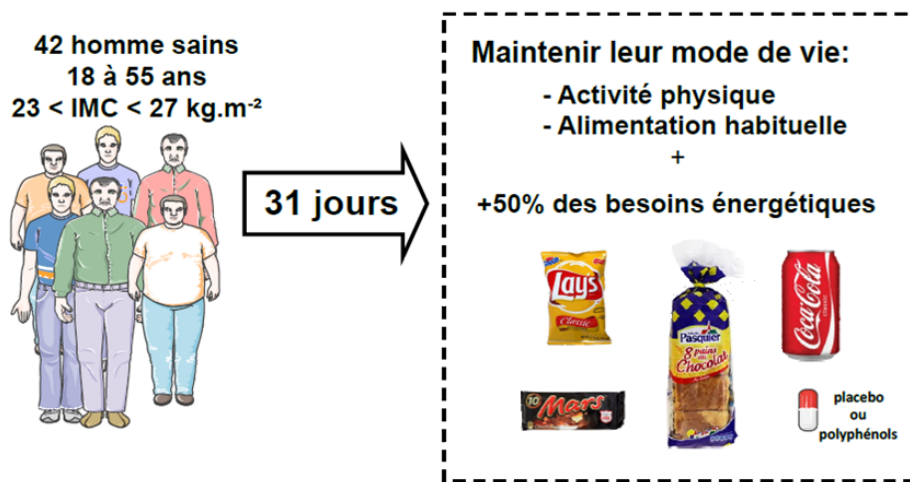 42 homme sains
18 à 55 ans
23 < IMC < 27 kg.m⁻²
31 jours
Maintenir leur mode de vie:
- Activité physique
- Alimentation habituelle
+
+50% des besoins énergétiques
Lays
Classic
Pasquier
8 pains
au
Chocolat
Coca-Cola
10
Mars
placebo
ou
polyphénols